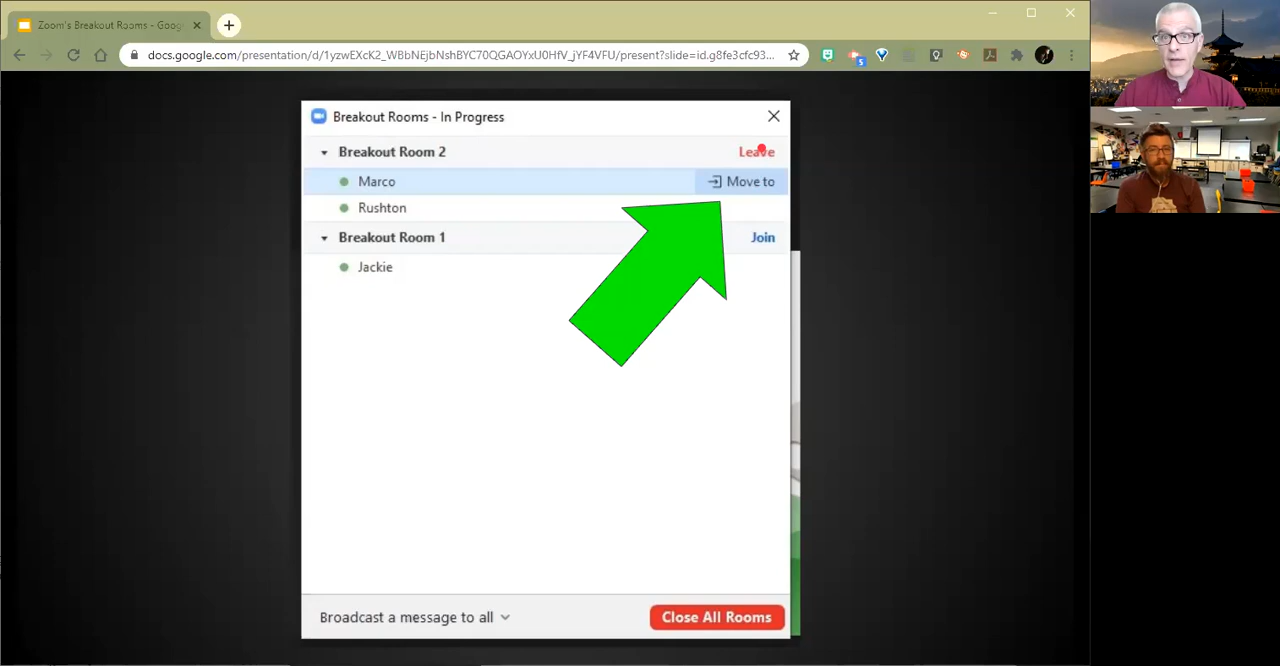 Zoom's Breakout Rooms - Goog
docs.google.com/presentation/d/1yzwEXcK2_WBbNEjbNshBYC70QGAOYxU0HfV_jYF4VFU/present?slide=id.g8fe3cfc93...
5
Breakout Rooms - In Progress
Breakout Room 2 Leave
Marco Move to
Rushton
Breakout Room 1 Join
Jackie
Broadcast a message to all Close All Rooms